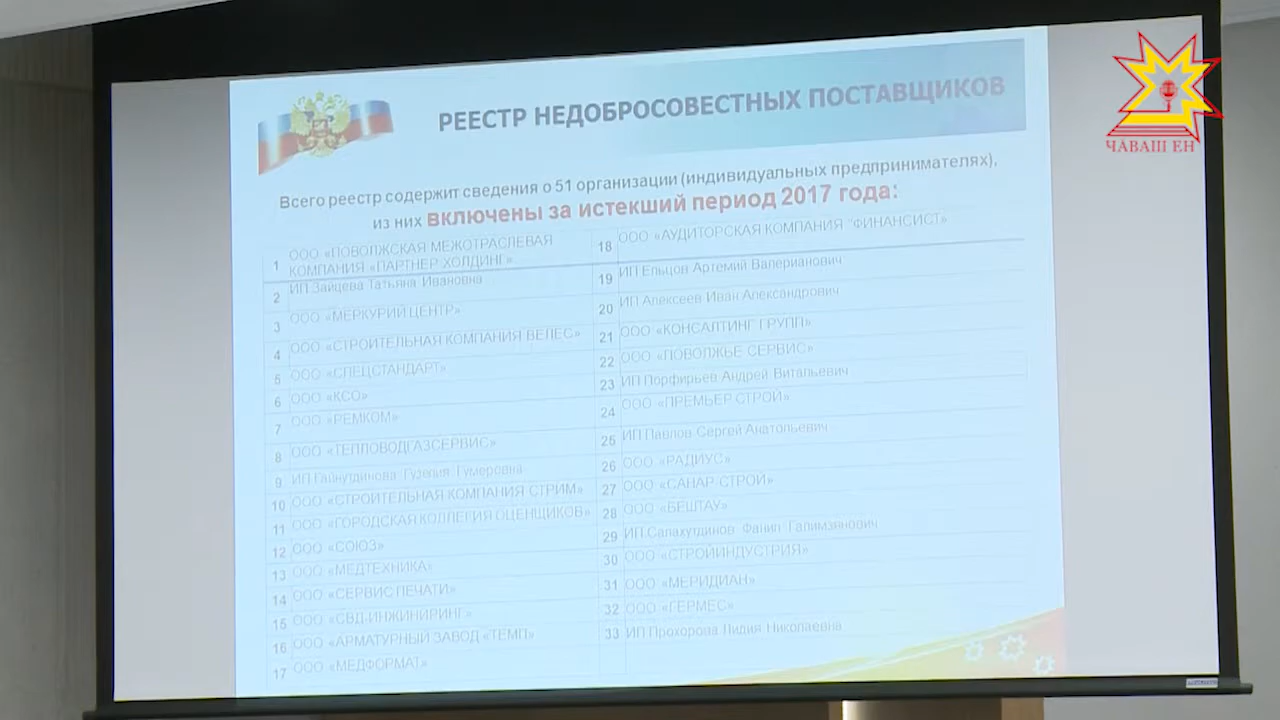 РЕЕСТР НЕДОБРОСОВЕСТНЫХ ПОСТАВЩИКОВ
ЧӐВАШ ЕН
Всего реестр содержит сведения о 51 организации (индивидуальных предпринимателях),
из них включены за истекший период 2017 года:
1 ООО «ПОВОЛЖСКАЯ МЕЖОТРАСЛЕВАЯ
КОМПАНИЯ «ПАРТНЕР ХОЛДИНГ»
2 ИП Зайцева Татьяна Ивановна
3 ООО «МЕРКУРИЙ ЦЕНТР»
4 ООО «СТРОИТЕЛЬНАЯ КОМПАНИЯ ВЕЛЕС»
5 ООО «СПЕЦСТАНДАРТ»
6 ООО «КСО»
7 ООО «РЕМКОМ»
8 ООО «ТЕПЛОВОДГАЗСЕРВИС»
9 ИП Гайнутдинова Гузелия Гумеровна
10 ООО «СТРОИТЕЛЬНАЯ КОМПАНИЯ СТРИМ»
11 ООО «ГОРОДСКАЯ КОЛЛЕГИЯ ОЦЕНЩИКОВ»
12 ООО «СОЮЗ»
13 ООО «МЕДТЕХНИКА»
14 ООО «СЕРВИС ПЕЧАТИ»
15 ООО «СВД ИНЖИНИРИНГ»
16 ООО «АРМАТУРНЫЙ ЗАВОД «ТЕМП»
17 ООО «МЕДФОРМАТ»
18 ООО «АУДИТОРСКАЯ КОМПАНИЯ "ФИНАНСИСТ»
19 ИП Ельцов Артемий Валерианович
20 ИП Алексеев Иван Александрович
21 ООО «КОНСАЛТИНГ ГРУПП»
22 ООО «ПОВОЛЖЬЕ СЕРВИС»
23 ИП Порфирьев Андрей Витальевич
24 ООО «ПРЕМЬЕР СТРОЙ»
25 ИП Павлов Сергей Анатольевич
26 ООО «РАДИУС»
27 ООО «САНАР-СТРОЙ»
28 ООО «БЕШТАУ»
29 ИП Салахутдинов Фанил Галимзянович
30 ООО «СТРОЙИНДУСТРИЯ»
31 ООО «МЕРИДИАН»
32 ООО «ГЕРМЕС»
33 ИП Прохорова Лидия Николаевна